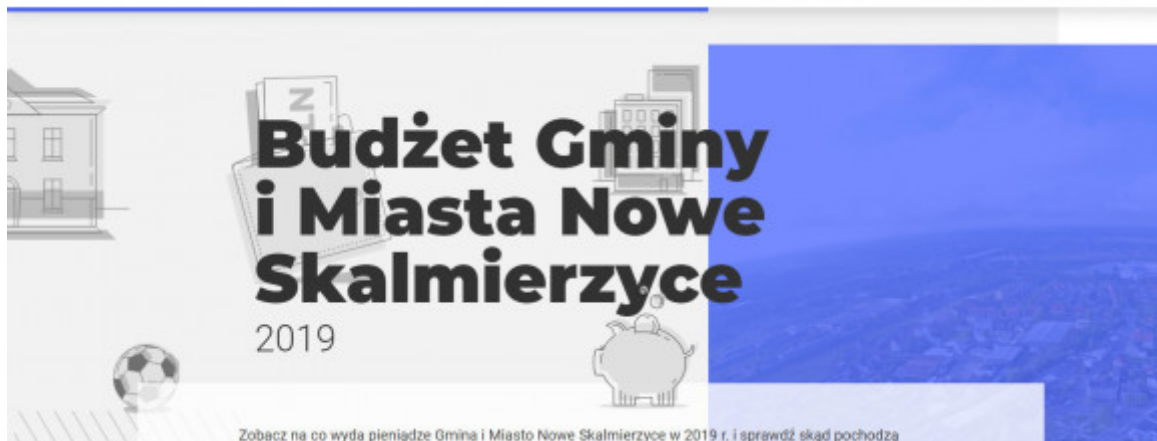 Budżet Gminy
i Miasta Nowe
Skalmierzyce
2019
Zobacz na co wyda pieniądze Gmina i Miasto Nowe Skalmierzyce w 2019 r. i sprawdź skąd pochodzą